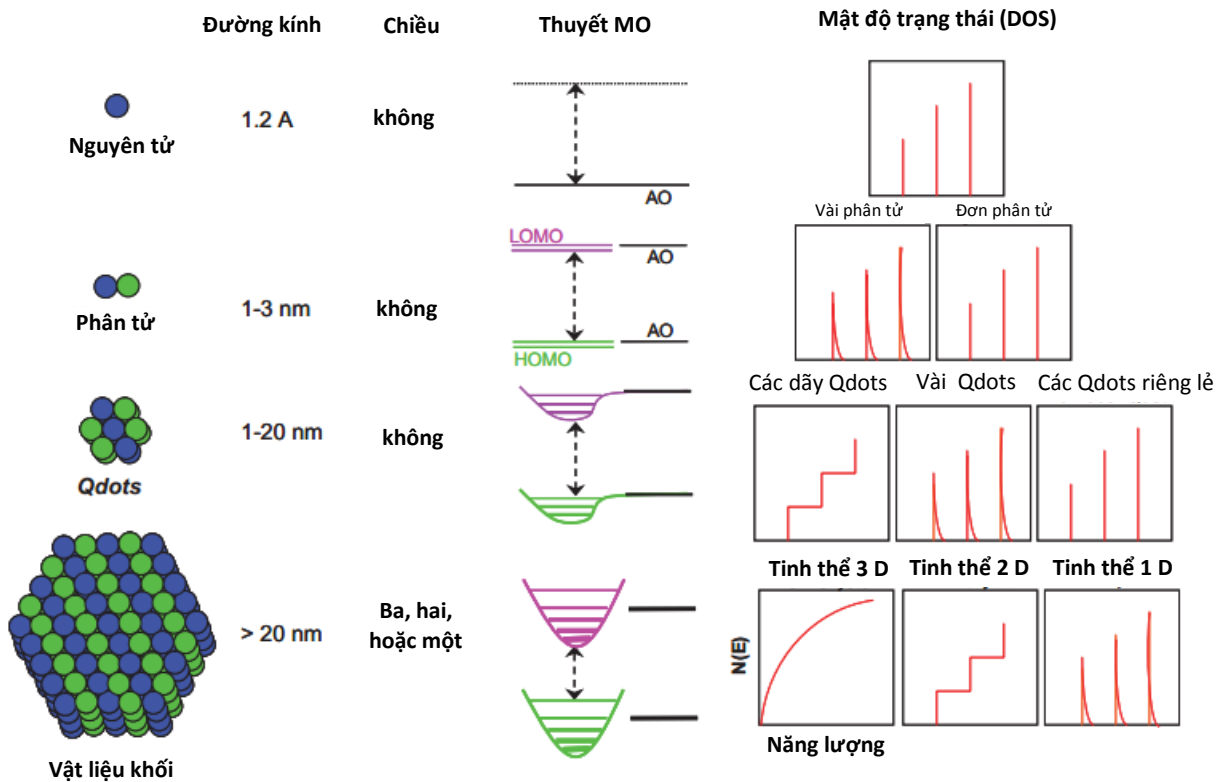 Đường kính
Chiều
Thuyết MO
Mật độ trạng thái (DOS)
Nguyên tử
1.2 A
không
AO
Vài phân tử
Đơn phân tử
LOMO
AO
Phân tử
1-3 nm
không
AO
HOMO
Các dãy Qdots
Vài Qdots
Các Qdots riêng lẻ
Qdots
1-20 nm
không
Tinh thể 3 D
Tinh thể 2 D
Tinh thể 1 D
> 20 nm
Ba, hai,
hoặc một
N(E)
Năng lượng
Vật liệu khối